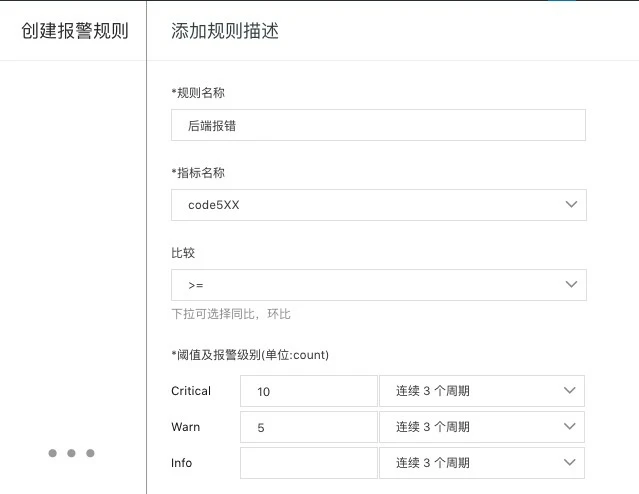 创建报警规则
添加规则描述
*规则名称
后端报错
*指标名称
code5XX
比较
>=
下拉可选择同比，环比
*阈值及报警级别(单位:count)
Critical 10 连续 3 个周期
Warn 5 连续 3 个周期
Info 连续 3 个周期